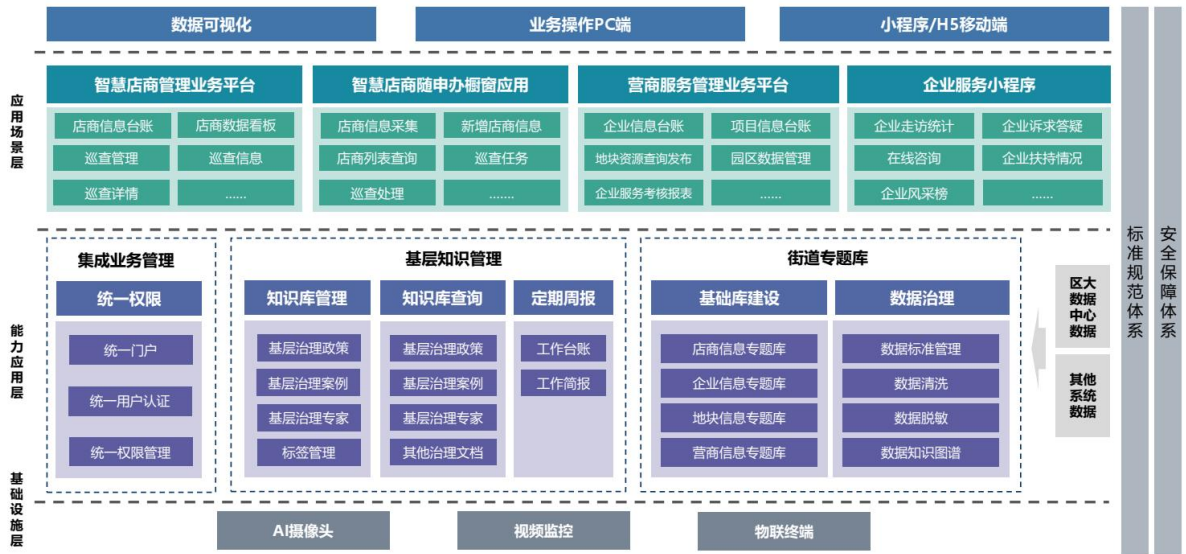 数据可视化
业务操作PC端
小程序/H5移动端
应用场景层
智慧店商管理业务平台
店商信息台账
店商数据看板
巡查管理
巡查信息
巡查详情
......
智慧店商随申办橱窗应用
店商信息采集
新增店商信息
店商列表查询
巡查任务
巡查处理
.......
营商服务管理业务平台
企业信息台账
项目信息台账
地块资源查询发布
园区数据管理
企业服务考核报表
......
企业服务小程序
企业走访统计
企业诉求答疑
在线咨询
企业扶持情况
企业风采榜
......
能力应用层
集成业务管理
统一权限
统一门户
统一用户认证
统一权限管理
基层知识管理
知识库管理
基层治理政策
基层治理案例
基层治理专家
标签管理
知识库查询
基层治理政策
基层治理案例
基层治理专家
其他治理文档
定期周报
工作台账
工作简报
街道专题库
基础库建设
店商信息专题库
企业信息专题库
地块信息专题库
营商信息专题库
数据治理
数据标准管理
数据清洗
数据脱敏
数据知识图谱
区大
数据
中心
数据
其他
系统
数据
基础设施层
AI摄像头
视频监控
物联终端
标准规范体系
安全保障体系